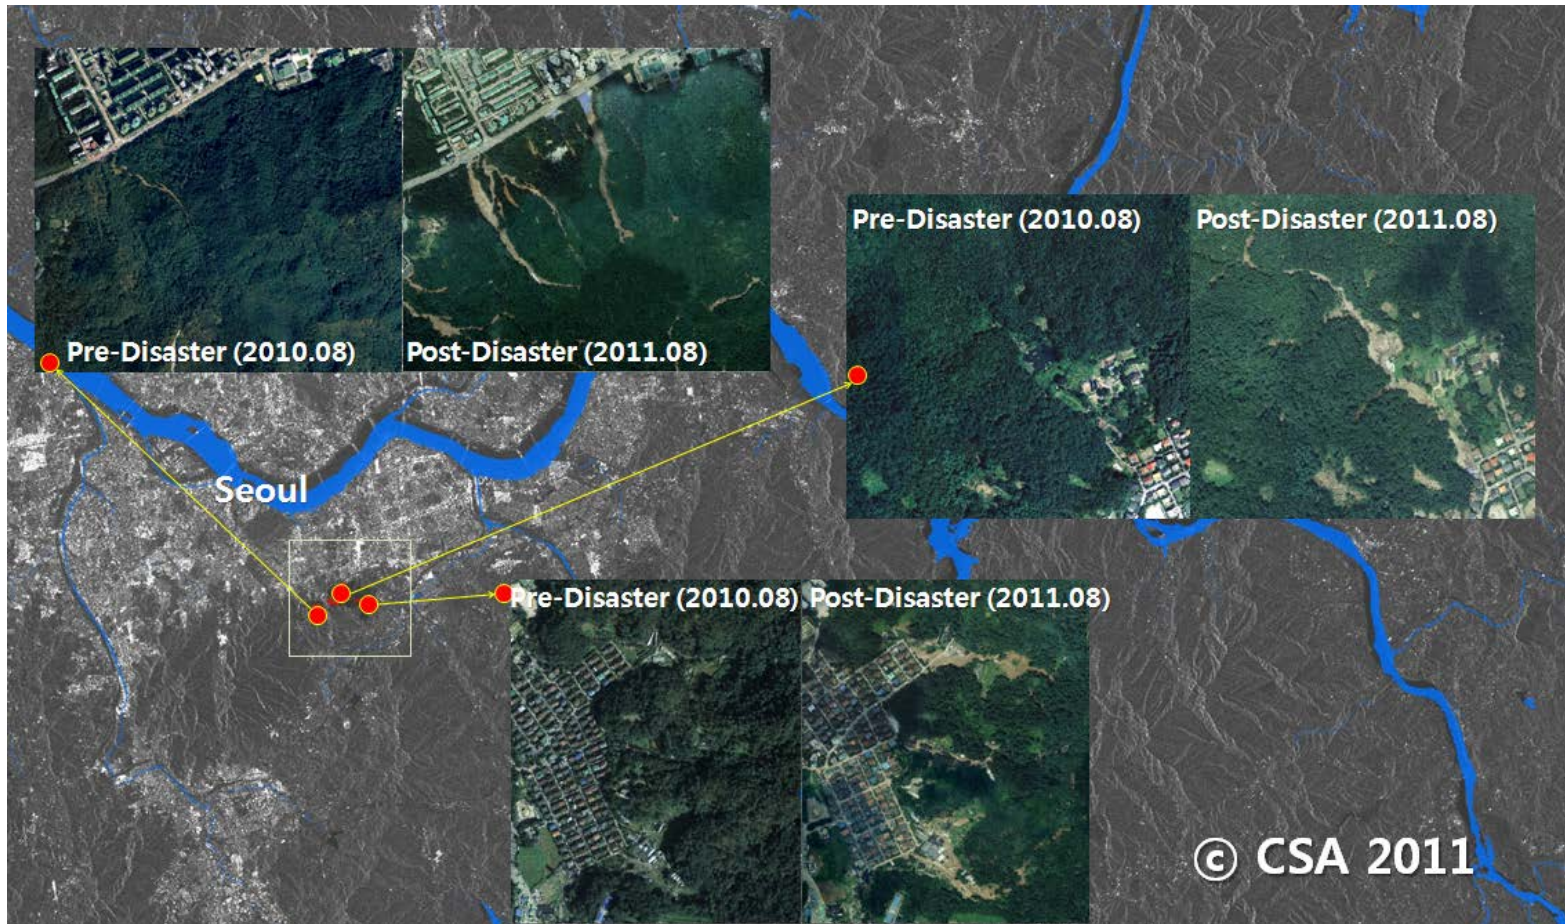 Pre-Disaster (2010.08)
Post-Disaster (2011.08)
Pre-Disaster (2010.08)
Post-Disaster (2011.08)
Seoul
Pre-Disaster (2010.08)
Post-Disaster (2011.08)
© CSA 2011